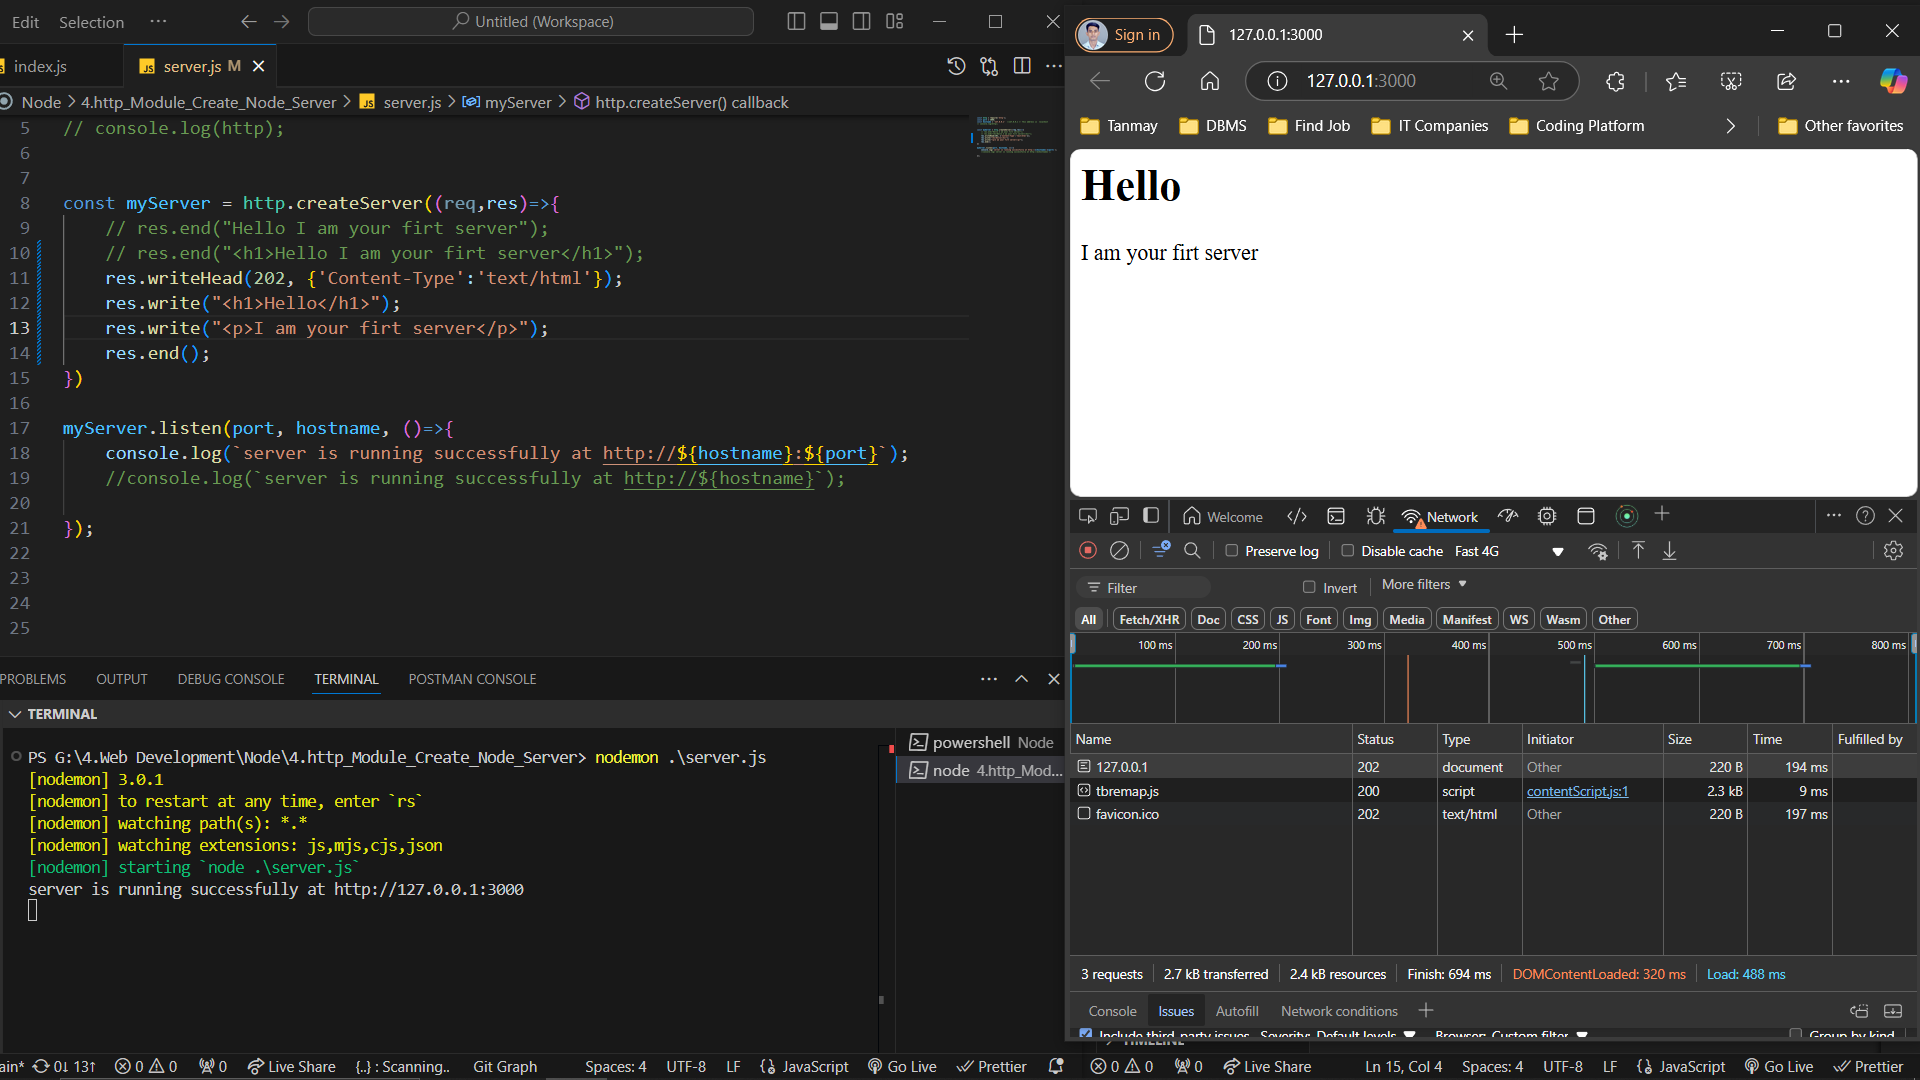 Edit Selection ··· Untitled (Workspace)
index.js
server.js M
Node > 4.http_Module_Create_Node_Server > server.js > myServer > http.createServer() callback
5 // console.log(http);
6
7
8 const myServer = http.createServer((req,res)=>{
9 // res.end("Hello I am your firt server");
10 // res.end("<h1>Hello I am your firt server</h1>");
11 res.writeHead(202, {'Content-Type':'text/html'});
12 res.write("<h1>Hello</h1>");
13 res.write("<p>I am your firt server</p>");
14 res.end();
15 })
16
17 myServer.listen(port, hostname, ()=>{
18 console.log(`server is running successfully at http://${hostname}:${port}`);
19 //console.log(`server is running successfully at http://${hostname}`);
20
21 });
22
23
24
25
PROBLEMS OUTPUT DEBUG CONSOLE TERMINAL POSTMAN CONSOLE
TERMINAL
PS G:\4.Web Development\Node\4.http_Module_Create_Node_Server> nodemon .\server.js
[nodemon] 3.0.1
[nodemon] to restart at any time, enter `rs`
[nodemon] watching path(s): *.*
[nodemon] watching extensions: js,mjs,cjs,json
[nodemon] starting `node .\server.js`
server is running successfully at http://127.0.0.1:3000
powershell Node
node 4.http_Mod...
ain* 0↓ 13↑ 0 0 0 Live Share {..} : Scanning.. Git Graph Spaces: 4 UTF-8 LF JavaScript Go Live Prettier
Sign in 127.0.0.1:3000
127.0.0.1:3000
Tanmay DBMS Find Job IT Companies Coding Platform Other favorites
Hello
I am your firt server
Welcome Network
Preserve log Disable cache Fast 4G
Filter Invert More filters
All Fetch/XHR Doc CSS JS Font Img Media Manifest WS Wasm Other
100 ms 200 ms 300 ms 400 ms 500 ms 600 ms 700 ms 800 ms
Name Status Type Initiator Size Time Fulfilled by
127.0.0.1 202 document Other 220 B 194 ms
tbremap.js 200 script contentScript.js:1 2.3 kB 9 ms
favicon.ico 202 text/html Other 220 B 197 ms
3 requests 2.7 kB transferred 2.4 kB resources Finish: 694 ms DOMContentLoaded: 320 ms Load: 488 ms
Console Issues Autofill Network conditions
Include third-party issues Severity: Default levels Browser: Custom filter Group by kind
TIMELINE
0 0 0 Live Share Ln 15, Col 4 Spaces: 4 UTF-8 LF JavaScript Go Live Prettier